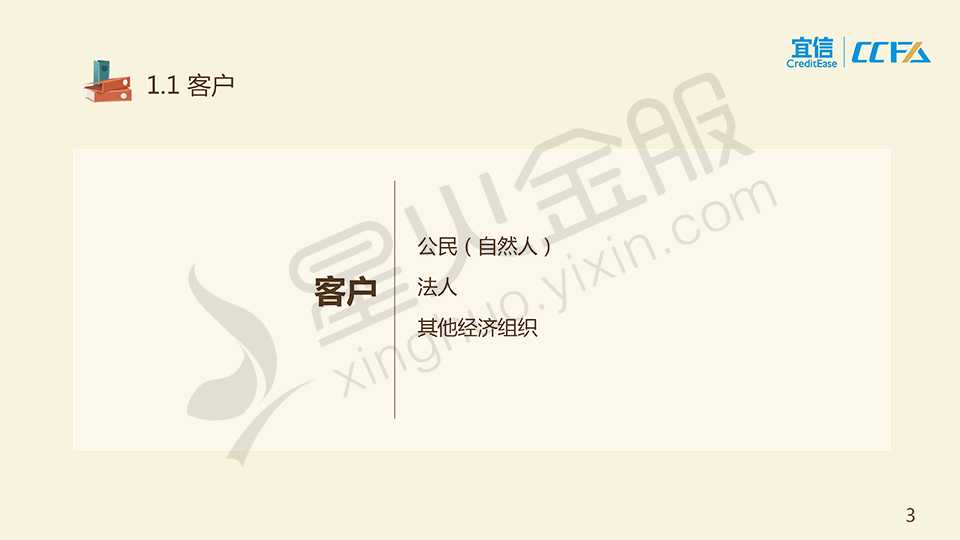 宜信
CreditEase
CCFA
1.1 客户
星火金服
xinghuo.yixin.com
客户
公民（自然人）
法人
其他经济组织
3